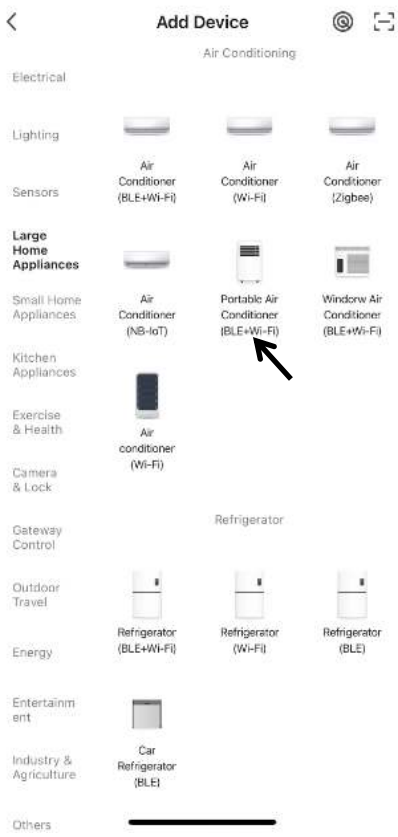 Add Device
Electrical
Lighting
Sensors
Large
Home
Appliances
Small Home
Appliances
Kitchen
Appliances
Exercise
& Health
Camera
& Lock
Gateway
Control
Outdoor
Travel
Energy
Entertainm
ent
Industry &
Agriculture
Others
Air Conditioning
Air
Conditioner
(BLE+Wi-Fi)
Air
Conditioner
(Wi-Fi)
Air
Conditioner
(Zigbee)
Air
Conditioner
(NB-IoT)
Portable Air
Conditioner
(BLE+Wi-Fi)
Windorw Air
Conditioner
(BLE+Wi-Fi)
Air
conditioner
(Wi-Fi)
Refrigerator
Refrigerator
(BLE+Wi-Fi)
Refrigerator
(Wi-Fi)
Refrigerator
(BLE)
Car
Refrigerator
(BLE)